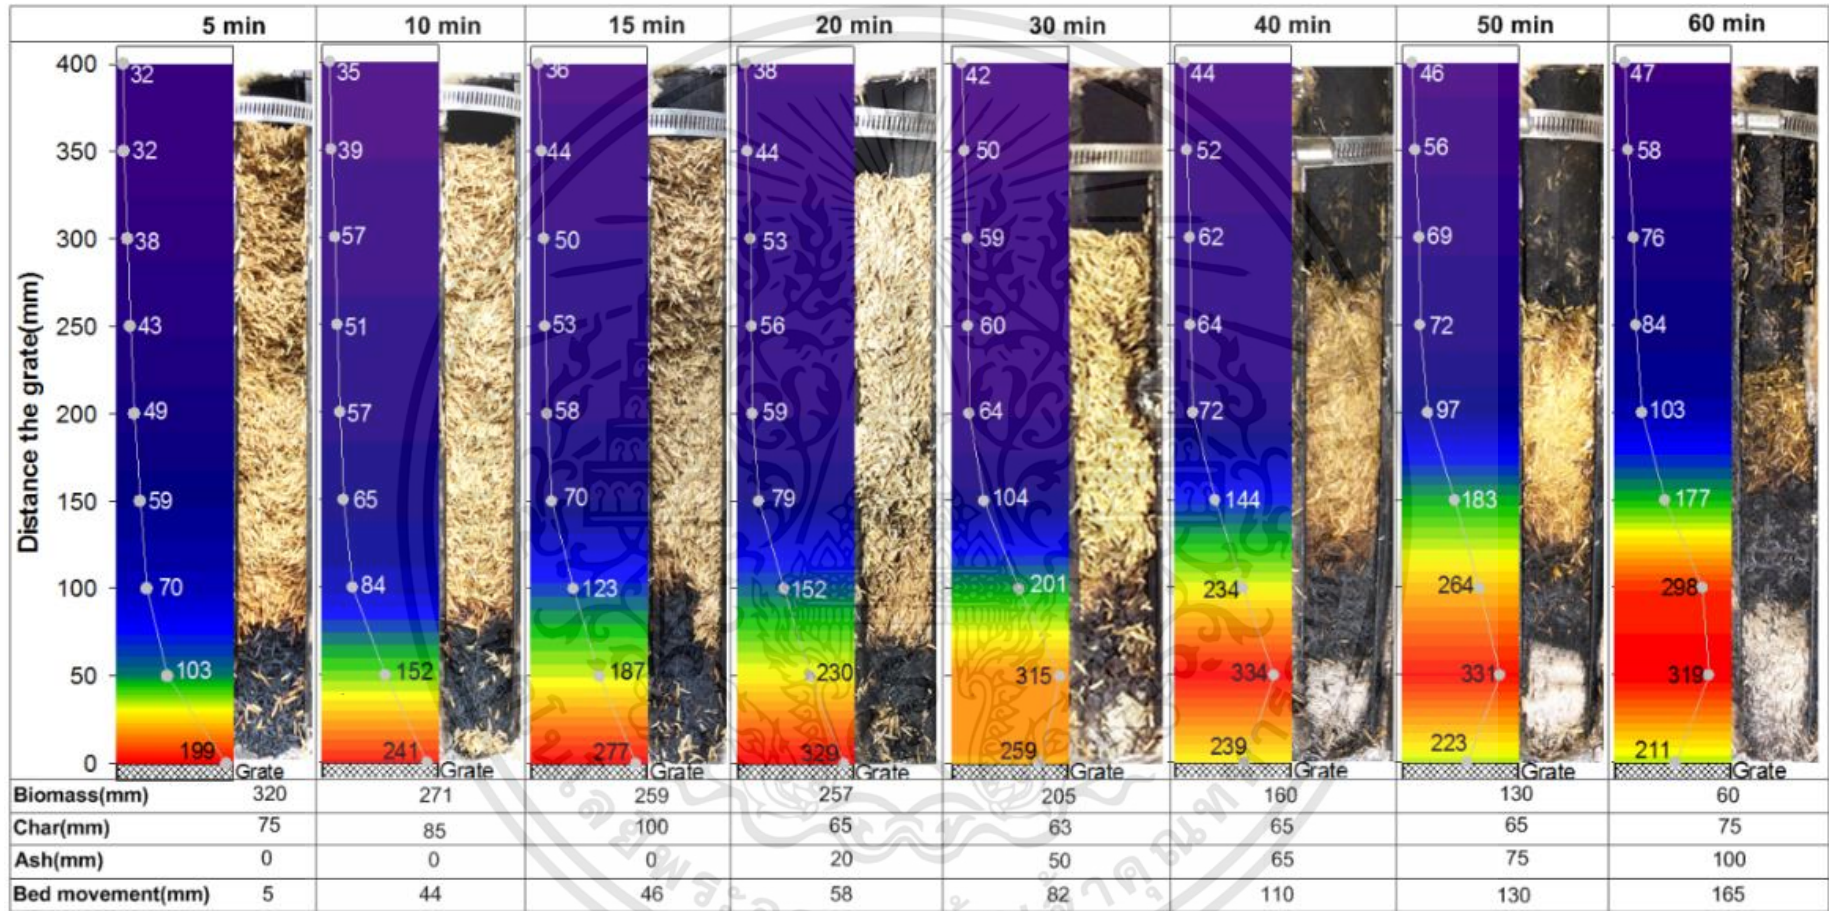 5 min 10 min 15 min 20 min 30 min 40 min 50 min 60 min
Distance the grate(mm)
400 32 35 36 38 42 44 46 47
350 32 39 44 44 50 52 56 58
300 38 57 50 53 59 62 69 76
250 43 51 53 56 60 64 72 84
200 49 57 58 59 64 72 97 103
150 59 65 70 79 104 144 183 177
100 70 84 123 152 201 234 264 298
50 103 152 187 230 315 334 331 319
0 199 241 277 329 259 239 223 211
Grate Grate Grate Grate Grate Grate Grate Grate
Biomass(mm) 320 271 259 257 205 160 130 60
Char(mm) 75 85 100 65 63 65 65 75
Ash(mm) 0 0 0 20 50 65 75 100
Bed movement(mm) 5 44 46 58 82 110 130 165